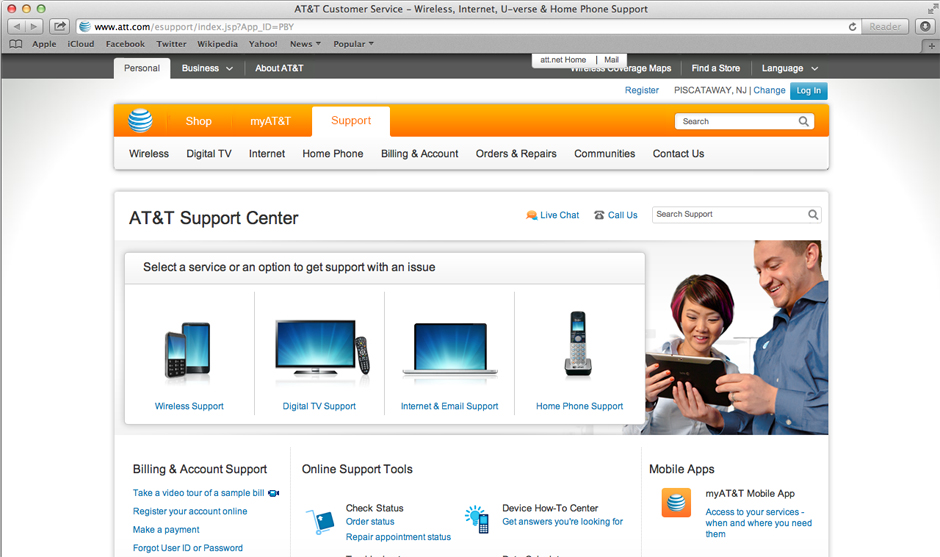 AT&T Customer Service – Wireless, Internet, U-verse & Home Phone Support
www.att.com/esupport/index.jsp?App_ID=PBY
Reader
Apple iCloud Facebook Twitter Wikipedia Yahoo! News Popular
att.net Home | Mail
Personal Business About AT&T Wireless Coverage Maps Find a Store Language
Register PISCATAWAY, NJ | Change Log In
Shop myAT&T Support Search
Wireless Digital TV Internet Home Phone Billing & Account Orders & Repairs Communities Contact Us
AT&T Support Center Live Chat Call Us Search Support
Select a service or an option to get support with an issue
Wireless Support Digital TV Support Internet & Email Support Home Phone Support
Billing & Account Support
Take a video tour of a sample bill
Register your account online
Make a payment
Forgot User ID or Password
Online Support Tools
Check Status
Order status
Repair appointment status
Device How-To Center
Get answers you're looking for
Mobile Apps
myAT&T Mobile App
Access to your services -
when and where you need
them